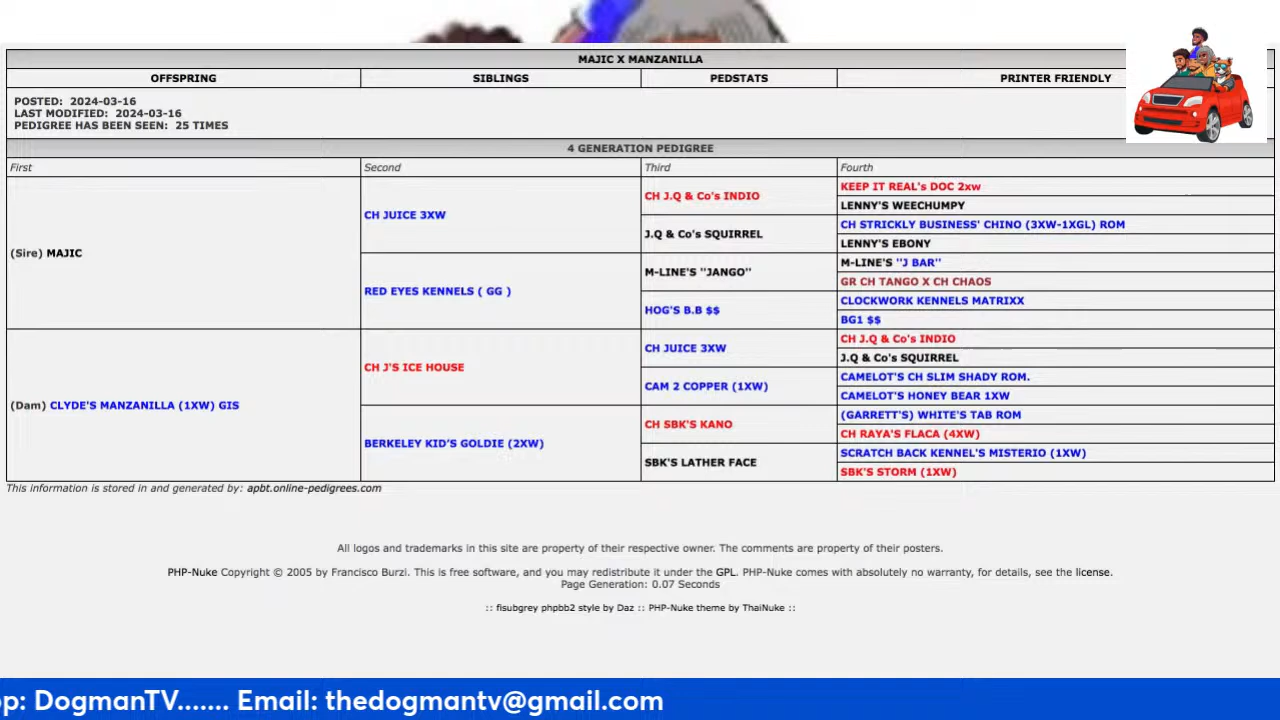 MAJIC X MANZANILLA
OFFSPRING SIBLINGS PEDSTATS PRINTER FRIENDLY
POSTED: 2024-03-16
LAST MODIFIED: 2024-03-16
PEDIGREE HAS BEEN SEEN: 25 TIMES
4 GENERATION PEDIGREE
First Second Third Fourth
(Sire) MAJIC
CH JUICE 3XW
CH J.Q & Co's INDIO
KEEP IT REAL's DOC 2xw
LENNY'S WEECHUMPY
J.Q & Co's SQUIRREL
CH STRICKLY BUSINESS' CHINO (3XW-1XGL) ROM
LENNY'S EBONY
RED EYES KENNELS ( GG )
M-LINE'S ''JANGO''
M-LINE'S ''J BAR''
GR CH TANGO X CH CHAOS
HOG'S B.B $$
CLOCKWORK KENNELS MATRIXX
BG1 $$
(Dam) CLYDE'S MANZANILLA (1XW) GIS
CH J'S ICE HOUSE
CH JUICE 3XW
CH J.Q & Co's INDIO
J.Q & Co's SQUIRREL
CAM 2 COPPER (1XW)
CAMELOT'S CH SLIM SHADY ROM.
CAMELOT'S HONEY BEAR 1XW
BERKELEY KID’S GOLDIE (2XW)
CH SBK'S KANO
(GARRETT'S) WHITE'S TAB ROM
CH RAYA'S FLACA (4XW)
SBK'S LATHER FACE
SCRATCH BACK KENNEL'S MISTERIO (1XW)
SBK'S STORM (1XW)
This information is stored in and generated by: apbt.online-pedigrees.com
All logos and trademarks in this site are property of their respective owner. The comments are property of their posters.
PHP-Nuke Copyright © 2005 by Francisco Burzi. This is free software, and you may redistribute it under the GPL. PHP-Nuke comes with absolutely no warranty, for details, see the license.
Page Generation: 0.07 Seconds
:: fisubgrey phpbb2 style by Daz :: PHP-Nuke theme by ThaiNuke ::
op: DogmanTV....... Email: thedogmantv@gmail.com